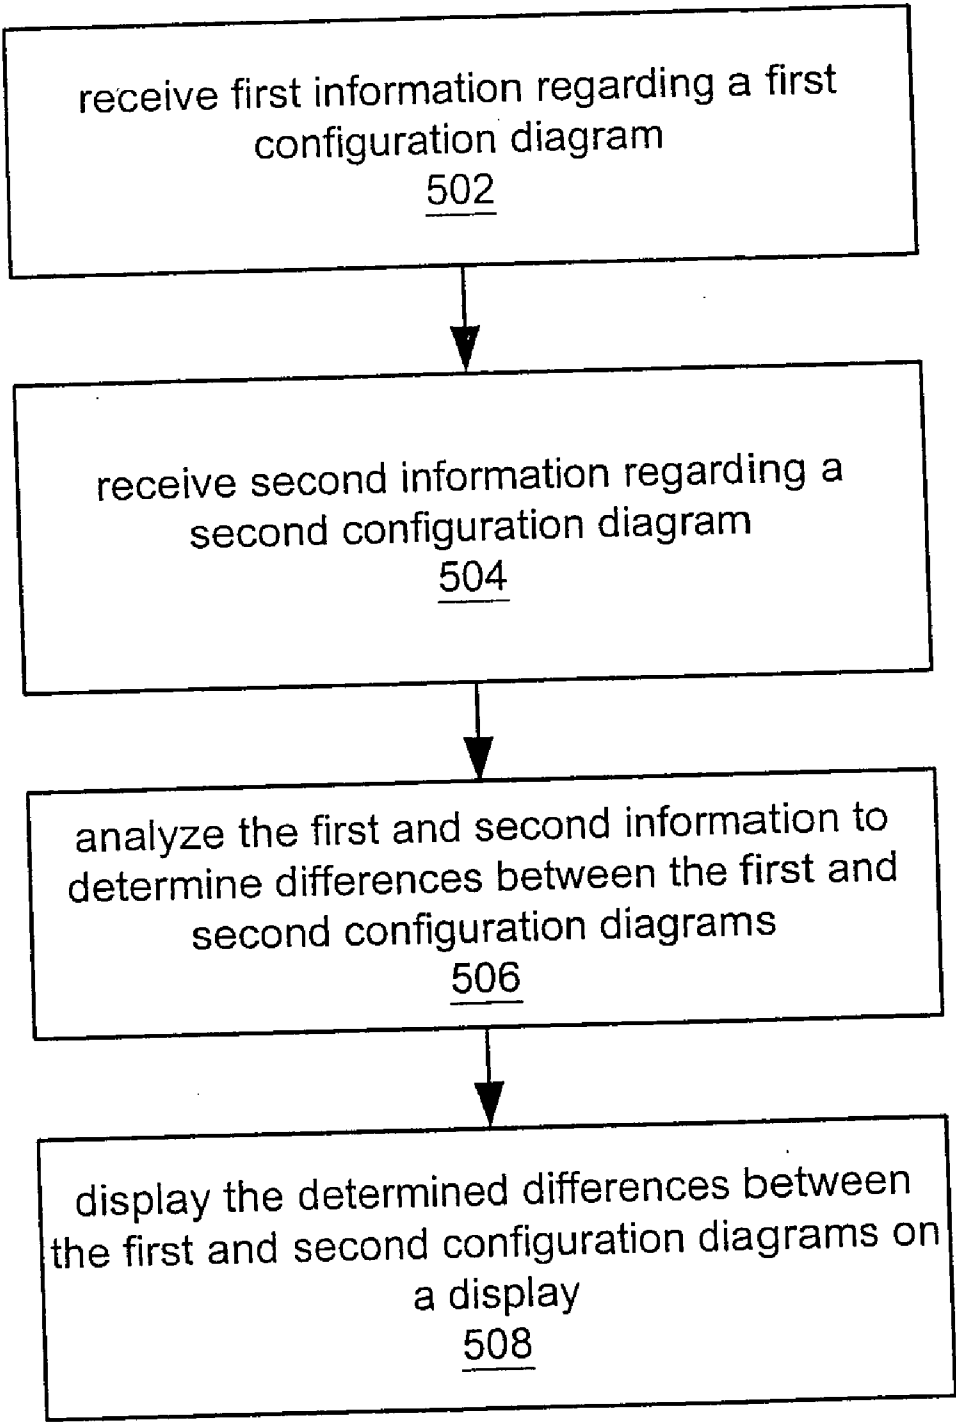 receive first information regarding a first
configuration diagram
502
receive second information regarding a
second configuration diagram
504
analyze the first and second information to
determine differences between the first and
second configuration diagrams
506
display the determined differences between
the first and second configuration diagrams on
a display
508